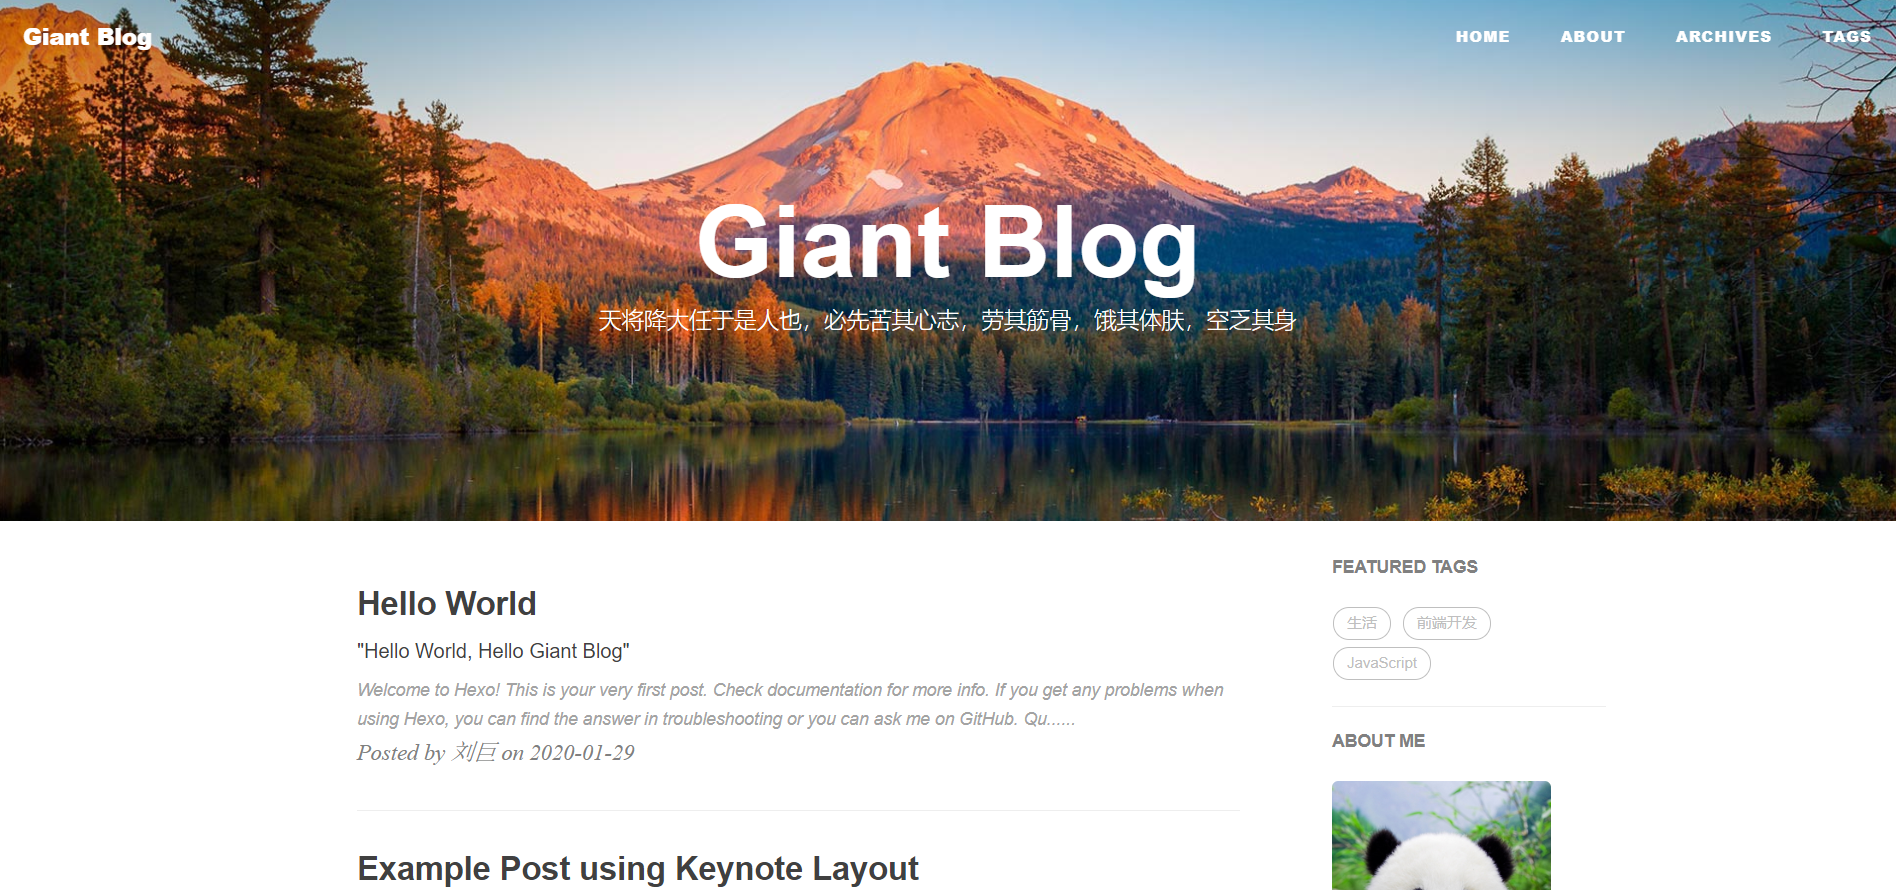 Giant Blog
HOME ABOUT ARCHIVES TAGS
Giant Blog
天将降大任于是人也，必先苦其心志，劳其筋骨，饿其体肤，空乏其身
Hello World
"Hello World, Hello Giant Blog"
Welcome to Hexo! This is your very first post. Check documentation for more info. If you get any problems when
using Hexo, you can find the answer in troubleshooting or you can ask me on GitHub. Qu......
Posted by 刘巨 on 2020-01-29
Example Post using Keynote Layout
FEATURED TAGS
生活 前端开发
JavaScript
ABOUT ME